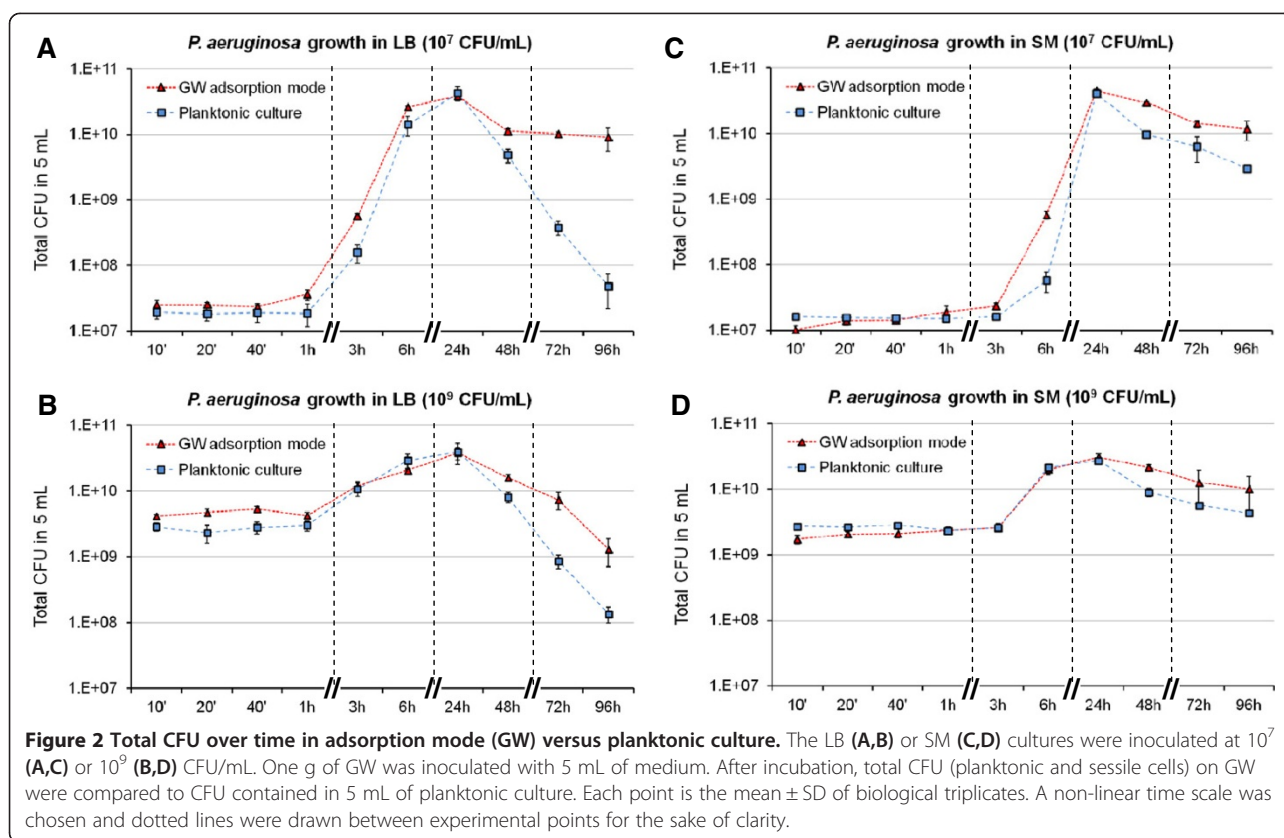 A
P. aeruginosa growth in LB (10⁷ CFU/mL)
GW adsorption mode
Planktonic culture
Total CFU in 5 mL
1.E+11
1.E+10
1.E+09
1.E+08
1.E+07
10' 20' 40' 1h 3h 6h 24h 48h 72h 96h
C
P. aeruginosa growth in SM (10⁷ CFU/mL)
GW adsorption mode
Planktonic culture
Total CFU in 5 mL
1.E+11
1.E+10
1.E+09
1.E+08
1.E+07
10' 20' 40' 1h 3h 6h 24h 48h 72h 96h
B
P. aeruginosa growth in LB (10⁹ CFU/mL)
GW adsorption mode
Planktonic culture
Total CFU in 5 mL
1.E+11
1.E+10
1.E+09
1.E+08
1.E+07
10' 20' 40' 1h 3h 6h 24h 48h 72h 96h
D
P. aeruginosa growth in SM (10⁹ CFU/mL)
GW adsorption mode
Planktonic culture
Total CFU in 5 mL
1.E+11
1.E+10
1.E+09
1.E+08
1.E+07
10' 20' 40' 1h 3h 6h 24h 48h 72h 96h
Figure 2 Total CFU over time in adsorption mode (GW) versus planktonic culture. The LB (A,B) or SM (C,D) cultures were inoculated at 10⁷
(A,C) or 10⁹ (B,D) CFU/mL. One g of GW was inoculated with 5 mL of medium. After incubation, total CFU (planktonic and sessile cells) on GW
were compared to CFU contained in 5 mL of planktonic culture. Each point is the mean ± SD of biological triplicates. A non-linear time scale was
chosen and dotted lines were drawn between experimental points for the sake of clarity.